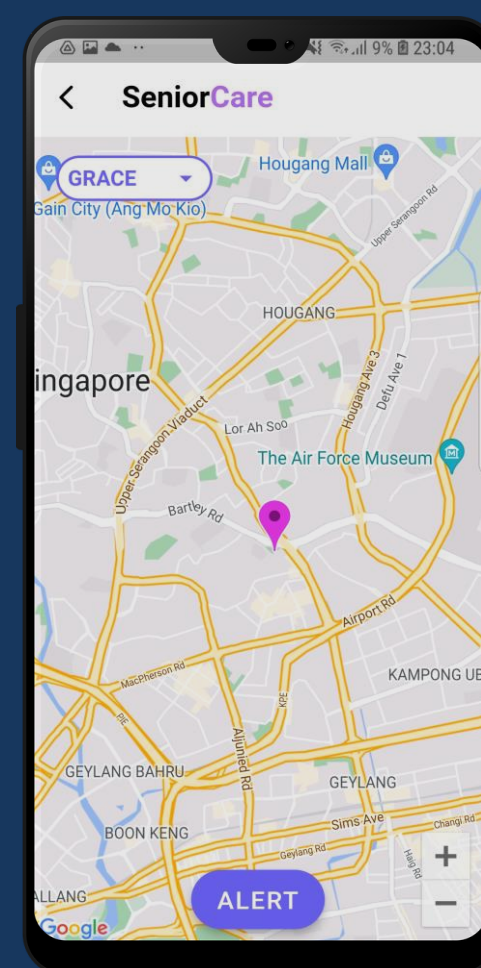 9% 23:04
SeniorCare
GRACE
Hougang Mall
Gain City (Ang Mo Kio)
Upper Serangoon Rd
HOUGANG
ingapore
Hougang Ave 3
Defu Ave 1
Upper Serangoon Viaduct
Lor Ah Soo
The Air Force Museum
Bartley Rd
Airport Rd
MacPherson Rd
KAMPONG UB
KPE
PIE
Aljunied Rd
GEYLANG BAHRU
GEYLANG
Sims Ave
Changi Rd
BOON KENG
Geylang Rd
Haig Rd
+
ALLANG
ALERT
−
Google